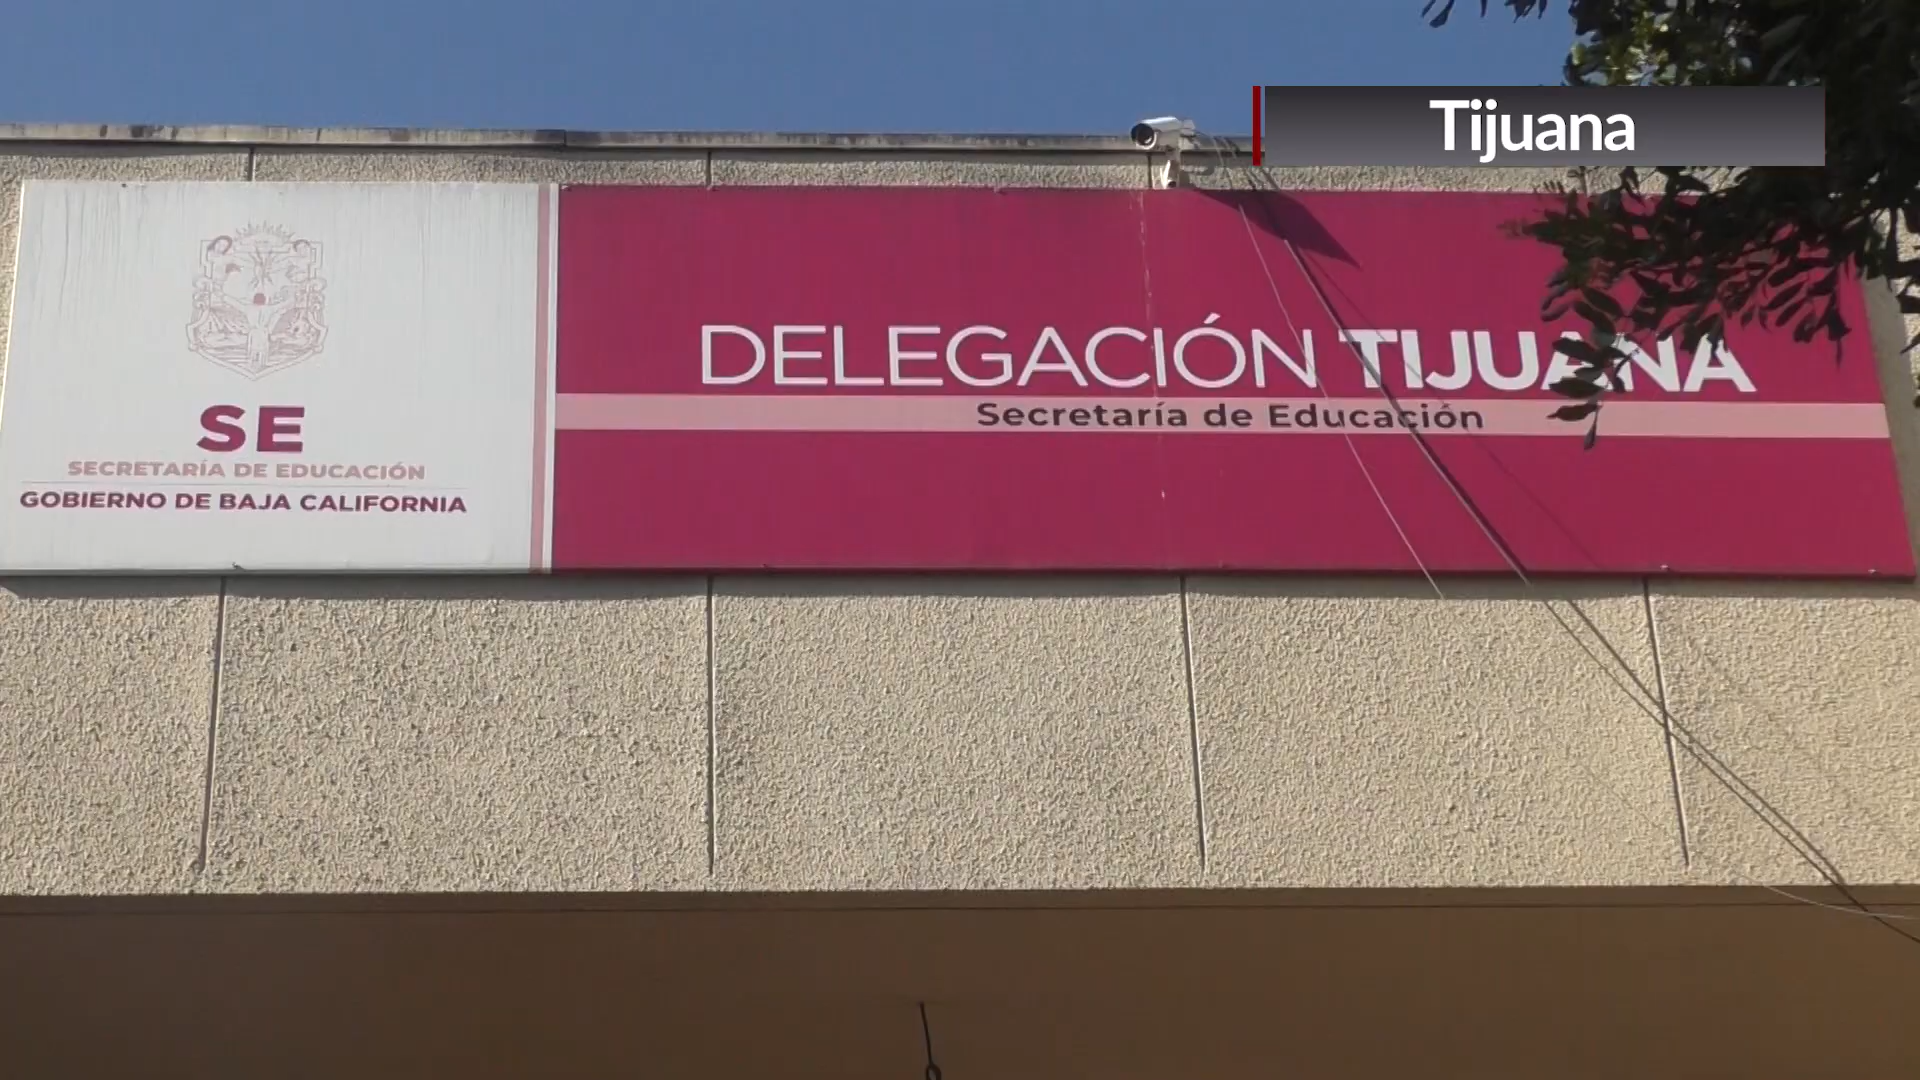 Tijuana
SE
SECRETARÍA DE EDUCACIÓN
GOBIERNO DE BAJA CALIFORNIA
DELEGACIÓN TIJUANA
Secretaría de Educación